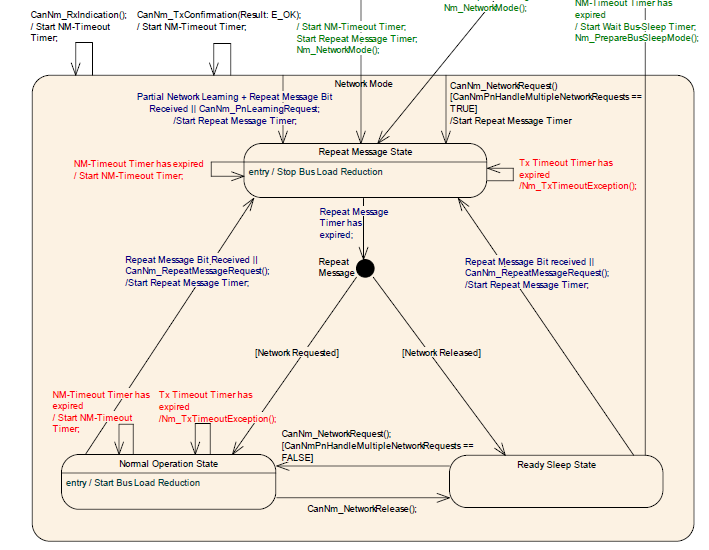 CanNm_RxIndication();
/ Start NM-Timeout
Timer;
CanNm_TxConfirmation(Result: E_OK);
/ Start NM-Timeout Timer;
/ Start NM-Timeout Timer;
Start Repeat Message Timer;
Nm_NetworkMode();
Nm_NetworkMode();
NM-Timeout Timer has
expired
/ Start Wait Bus-Sleep Timer;
Nm_PrepareBusSleepMode();
Network Mode
Partial Network Learning + Repeat Message Bit
Received || CanNm_PnLearningRequest;
/Start Repeat Message Timer;
CanNm_NetworkRequest()
[CanNmPnHandleMultipleNetworkRequests ==
TRUE]
/Start Repeat Message Timer
Repeat Message State
entry / Stop Bus Load Reduction
NM-Timeout Timer has expired
/ Start NM-Timeout Timer;
Tx Timeout Timer has
expired
/Nm_TxTimeoutException();
Repeat Message
Timer has
expired;
Repeat
Message
Repeat Message Bit Received ||
CanNm_RepeatMessageRequest();
/Start Repeat Message Timer;
Repeat Message Bit received ||
CanNm_RepeatMessageRequest();
/Start Repeat Message Timer;
[Network Requested]
[Network Released]
NM-Timeout Timer has
expired
/ Start NM-Timeout
Timer;
Tx Timeout Timer has
expired
/Nm_TxTimeoutException();
CanNm_NetworkRequest();
[CanNmPnHandleMultipleNetworkRequests ==
FALSE]
Normal Operation State
entry / Start Bus Load Reduction
Ready Sleep State
CanNm_NetworkRelease();